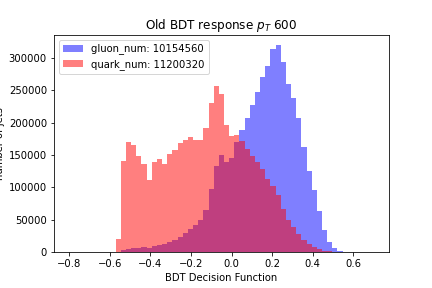 Old BDT response $p_T$ 600
gluon_num: 10154560
quark_num: 11200320
300000
250000
200000
150000
100000
50000
0
−0.8 −0.6 −0.4 −0.2 0.0 0.2 0.4 0.6
BDT Decision Function